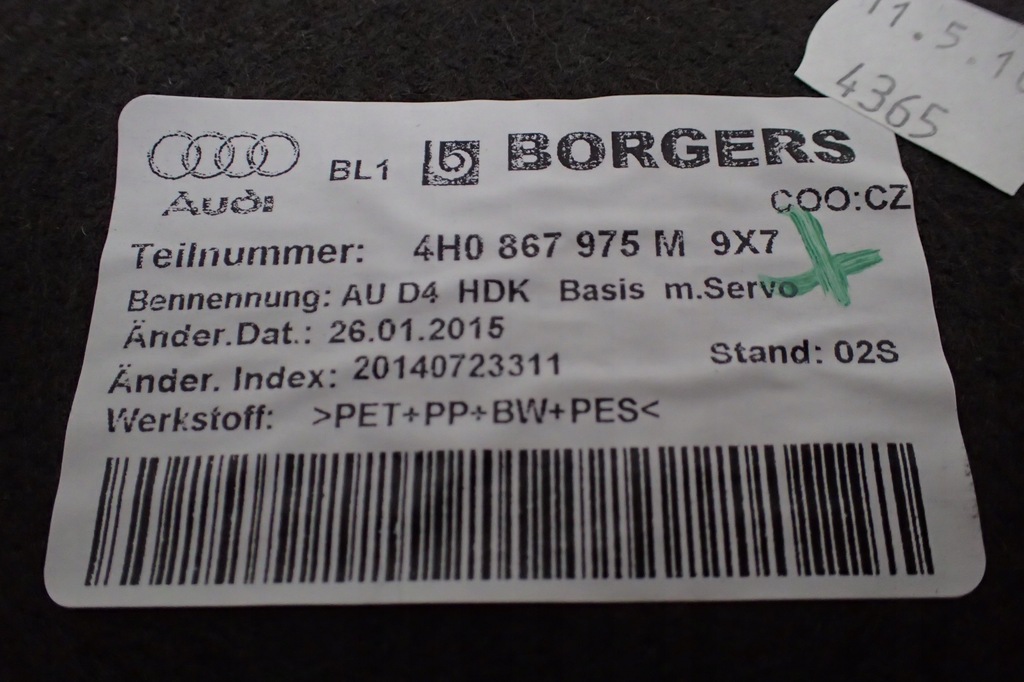 11.5.1
4365
Audi
BL1
BORGERS
COO:CZ
Teilnummer: 4H0 867 975 M 9X7
Bennennung: AU D4 HDK Basis m.Servo
Änder.Dat.: 26.01.2015
Änder. Index: 20140723311
Stand: 02S
Werkstoff: >PET+PP+BW+PES<